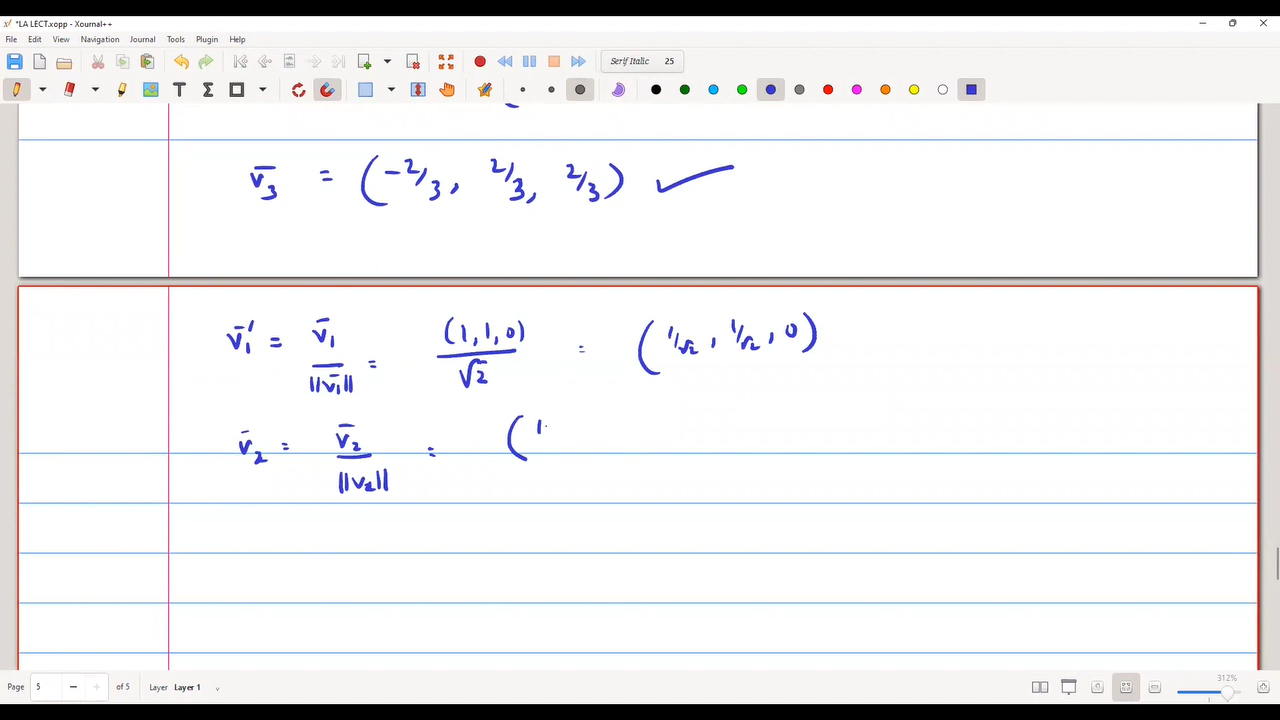 *LA LECT.xopp - Xournal++
File Edit View Navigation Journal Tools Plugin Help
Serif Italic 25
v̄₃ = (-2/3, 2/3, 2/3) ✓
v̄₁' = v̄₁/||v̄₁|| = (1,1,0)/√2 = (1/√2, 1/√2, 0)
v̄₂ = v̄₂/||v₂|| = (1
Page 5 of 5 Layer Layer 1 312%